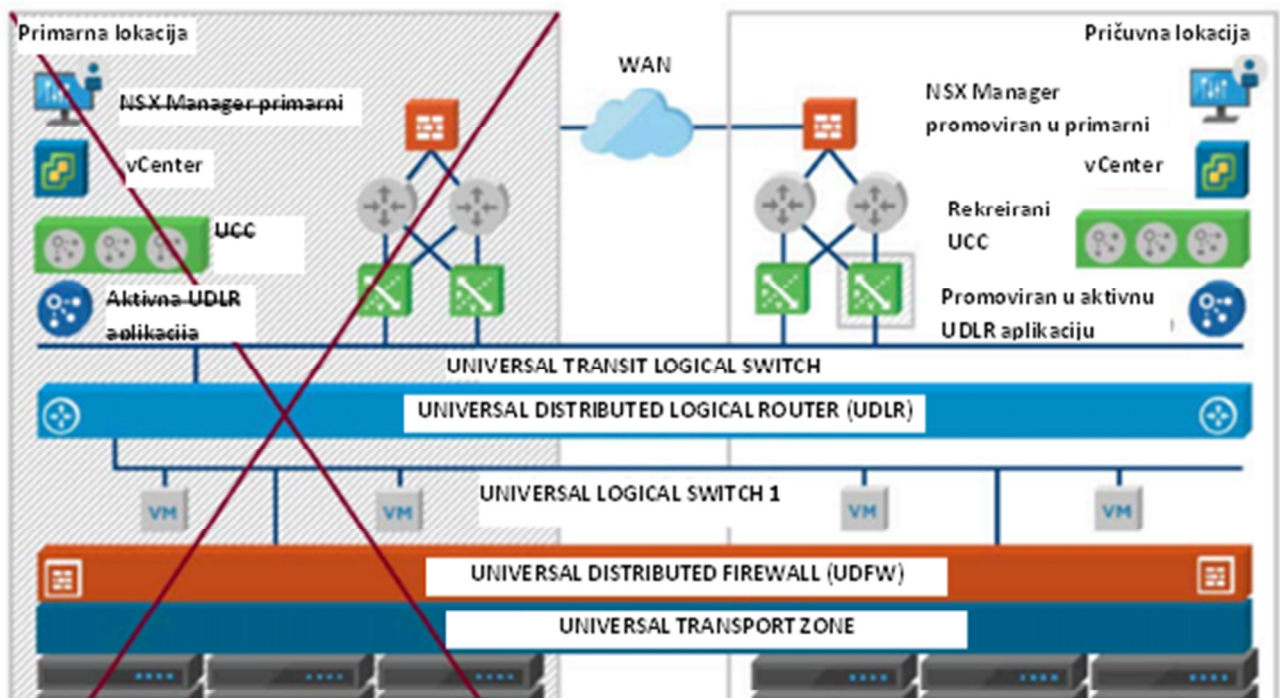 Primarna lokacija
NSX Manager primarni
vCenter
UCC
Aktivna UDLR
aplikacija
WAN
Pričuvna lokacija
NSX Manager
promoviran u primarni
vCenter
Rekreirani
UCC
Promoviran u aktivnu
UDLR aplikaciju
UNIVERSAL TRANSIT LOGICAL SWITCH
UNIVERSAL DISTRIBUTED LOGICAL ROUTER (UDLR)
UNIVERSAL LOGICAL SWITCH 1
VM
VM
VM
VM
UNIVERSAL DISTRIBUTED FIREWALL (UDFW)
UNIVERSAL TRANSPORT ZONE